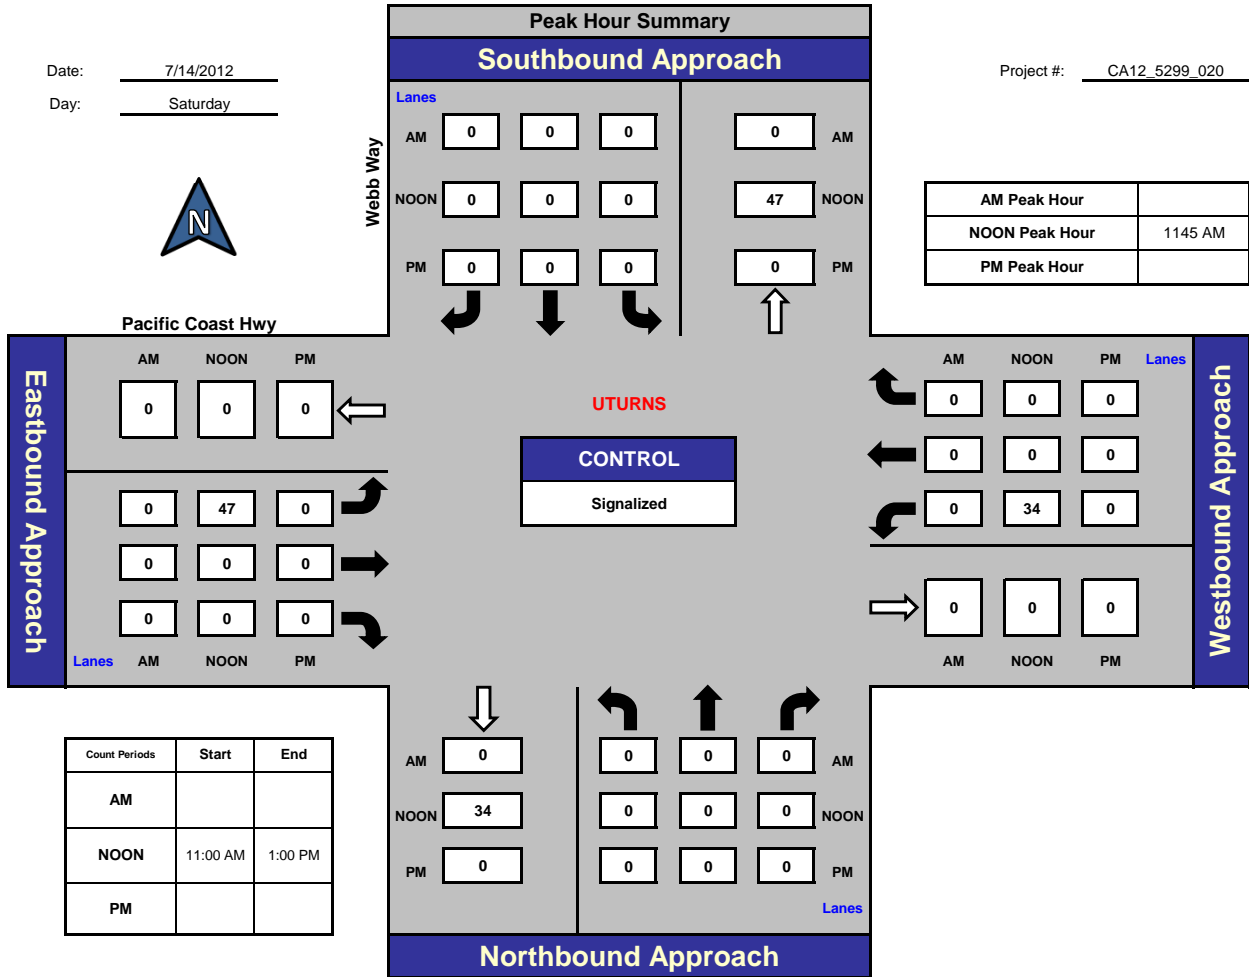 Peak Hour Summary
Southbound Approach
Date: 7/14/2012
Day: Saturday
Project #: CA12_5299_020
Lanes
Webb Way
AM 0 0 0 0 AM
NOON 0 0 0 47 NOON
PM 0 0 0 0 PM
N
AM Peak Hour
NOON Peak Hour 1145 AM
PM Peak Hour
Pacific Coast Hwy
Eastbound Approach
AM NOON PM
0 0 0
0 47 0
0 0 0
0 0 0
Lanes AM NOON PM
UTURNS
CONTROL
Signalized
AM NOON PM Lanes
0 0 0
0 0 0
0 34 0
0 0 0
AM NOON PM
Westbound Approach
Count Periods Start End
AM
NOON 11:00 AM 1:00 PM
PM
AM 0 0 0 0 AM
NOON 34 0 0 0 NOON
PM 0 0 0 0 PM
Lanes
Northbound Approach